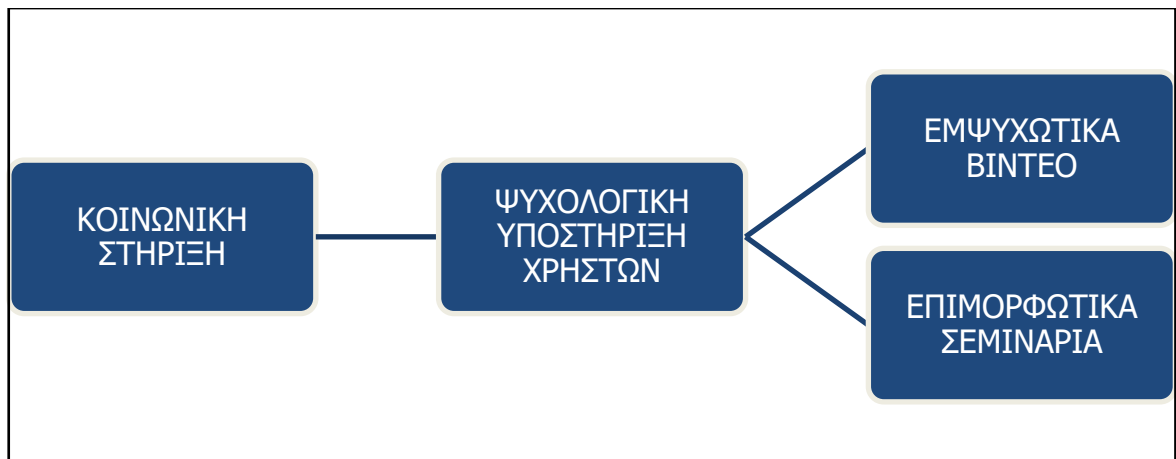 ΚΟΙΝΩΝΙΚΗ
ΣΤΗΡΙΞΗ
ΨΥΧΟΛΟΓΙΚΗ
ΥΠΟΣΤΗΡΙΞΗ
ΧΡΗΣΤΩΝ
ΕΜΨΥΧΩΤΙΚΑ
ΒΙΝΤΕΟ
ΕΠΙΜΟΡΦΩΤΙΚΑ
ΣΕΜΙΝΑΡΙΑ